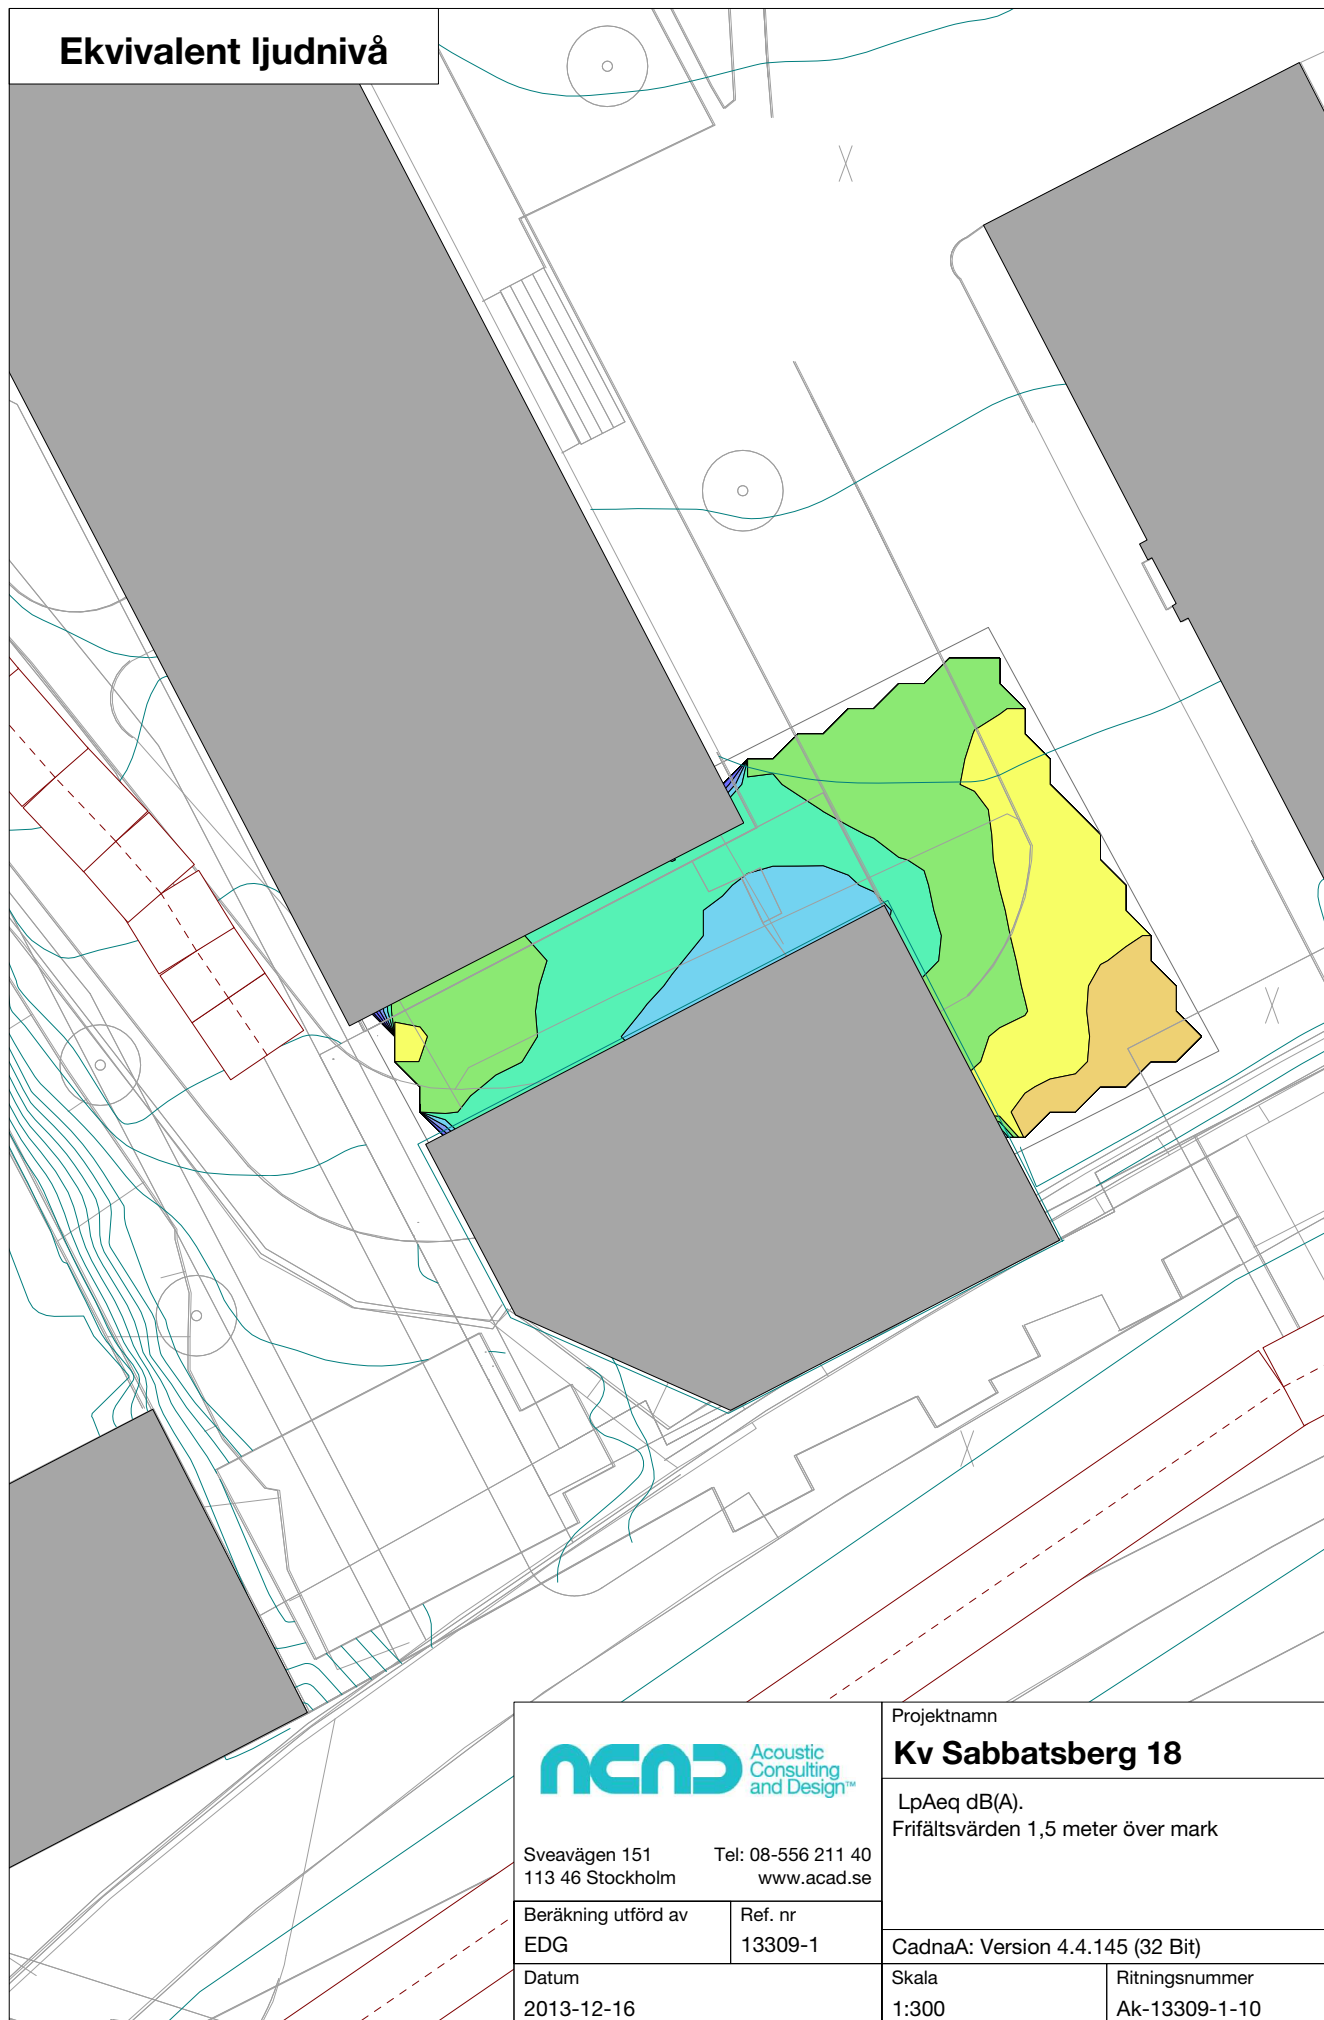 Ekvivalent ljudnivå
ACAD
Acoustic
Consulting
and Design™
Sveavägen 151
113 46 Stockholm
Tel: 08-556 211 40
www.acad.se
Beräkning utförd av
EDG
Ref. nr
13309-1
Datum
2013-12-16
Projektnamn
Kv Sabbatsberg 18
LpAeq dB(A).
Frifältsvärden 1,5 meter över mark
CadnaA: Version 4.4.145 (32 Bit)
Skala
1:300
Ritningsnummer
Ak-13309-1-10